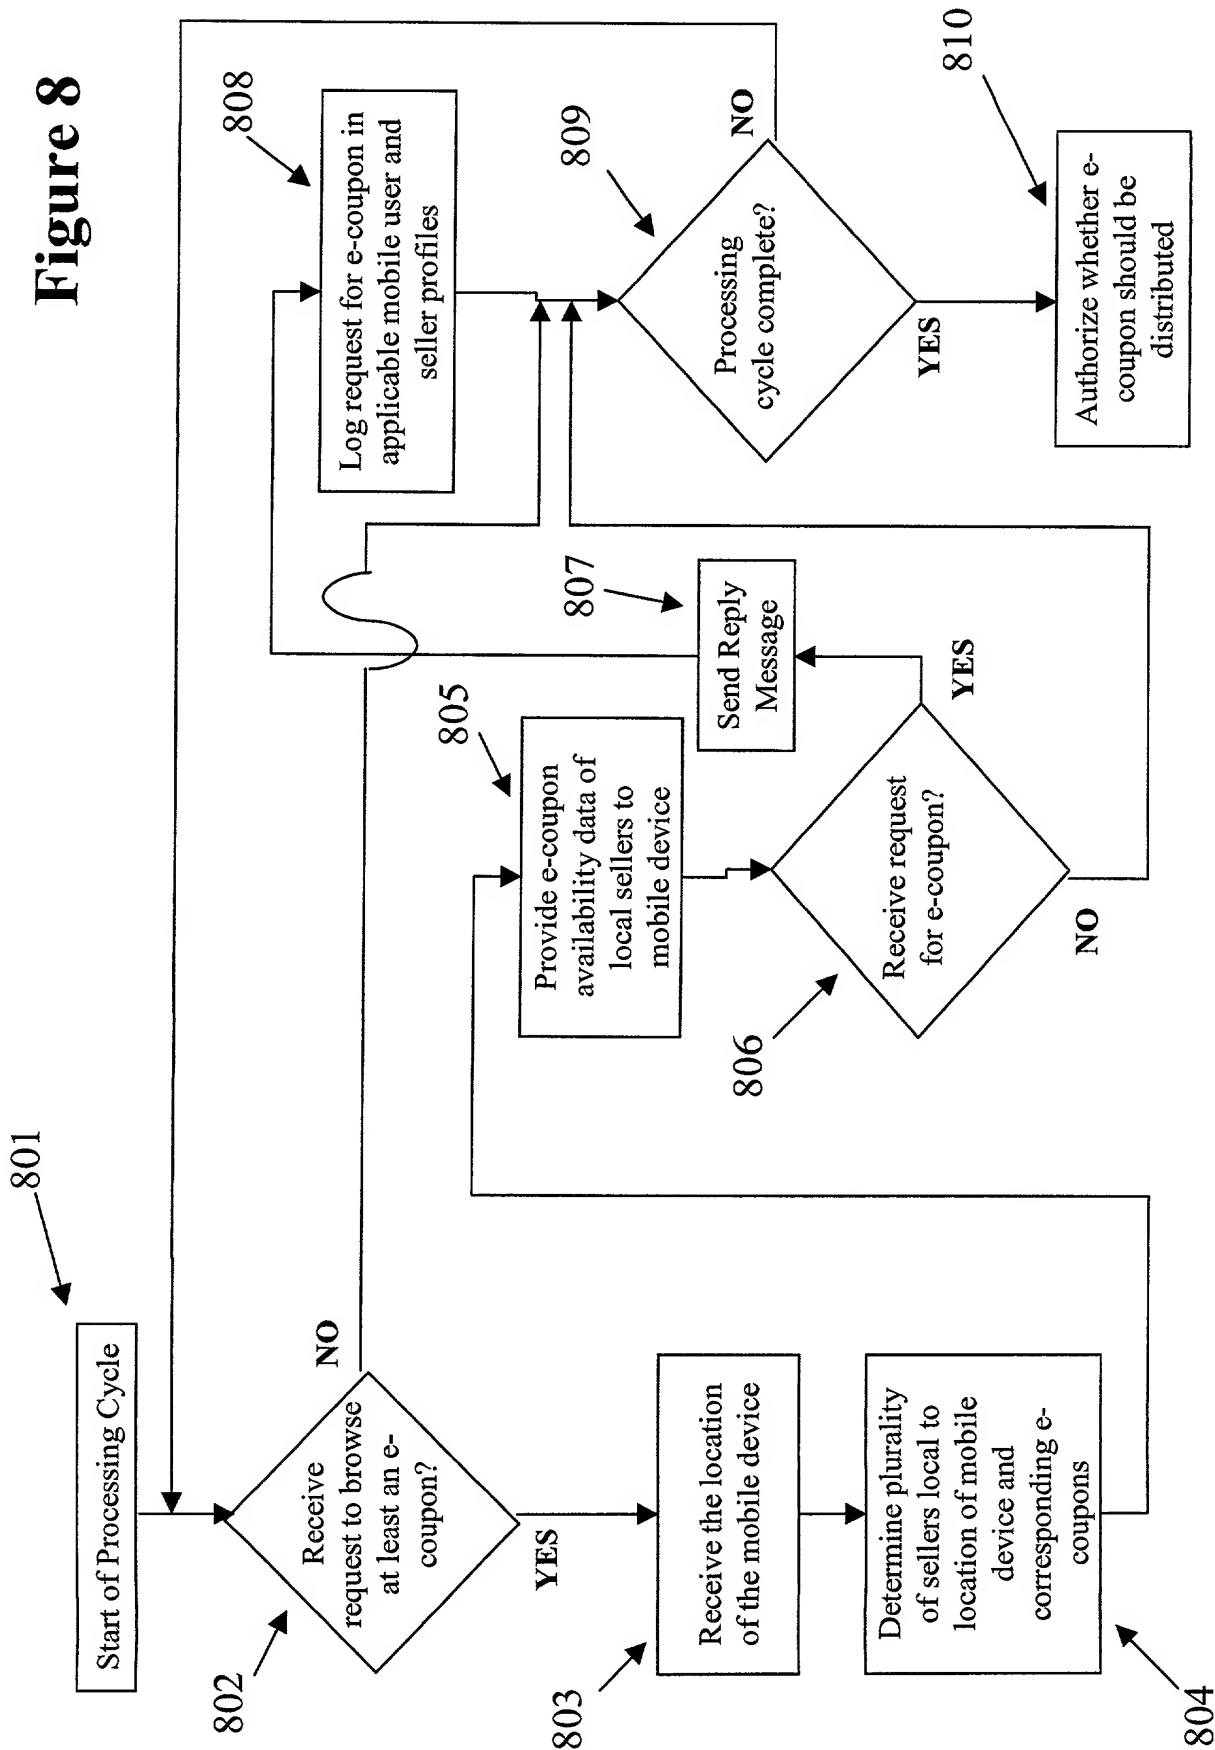 Figure 8
801
Start of Processing Cycle
802
Receive
request to browse
at least an e-
coupon?
NO
YES
803
Receive the location
of the mobile device
804
Determine plurality
of sellers local to
location of mobile
device and
corresponding e-
coupons
805
Provide e-coupon
availability data of
local sellers to
mobile device
806
Receive request
for e-coupon?
YES
NO
807
Send Reply
Message
808
Log request for e-coupon in
applicable mobile user and
seller profiles
809
Processing
cycle complete?
NO
YES
810
Authorize whether e-
coupon should be
distributed